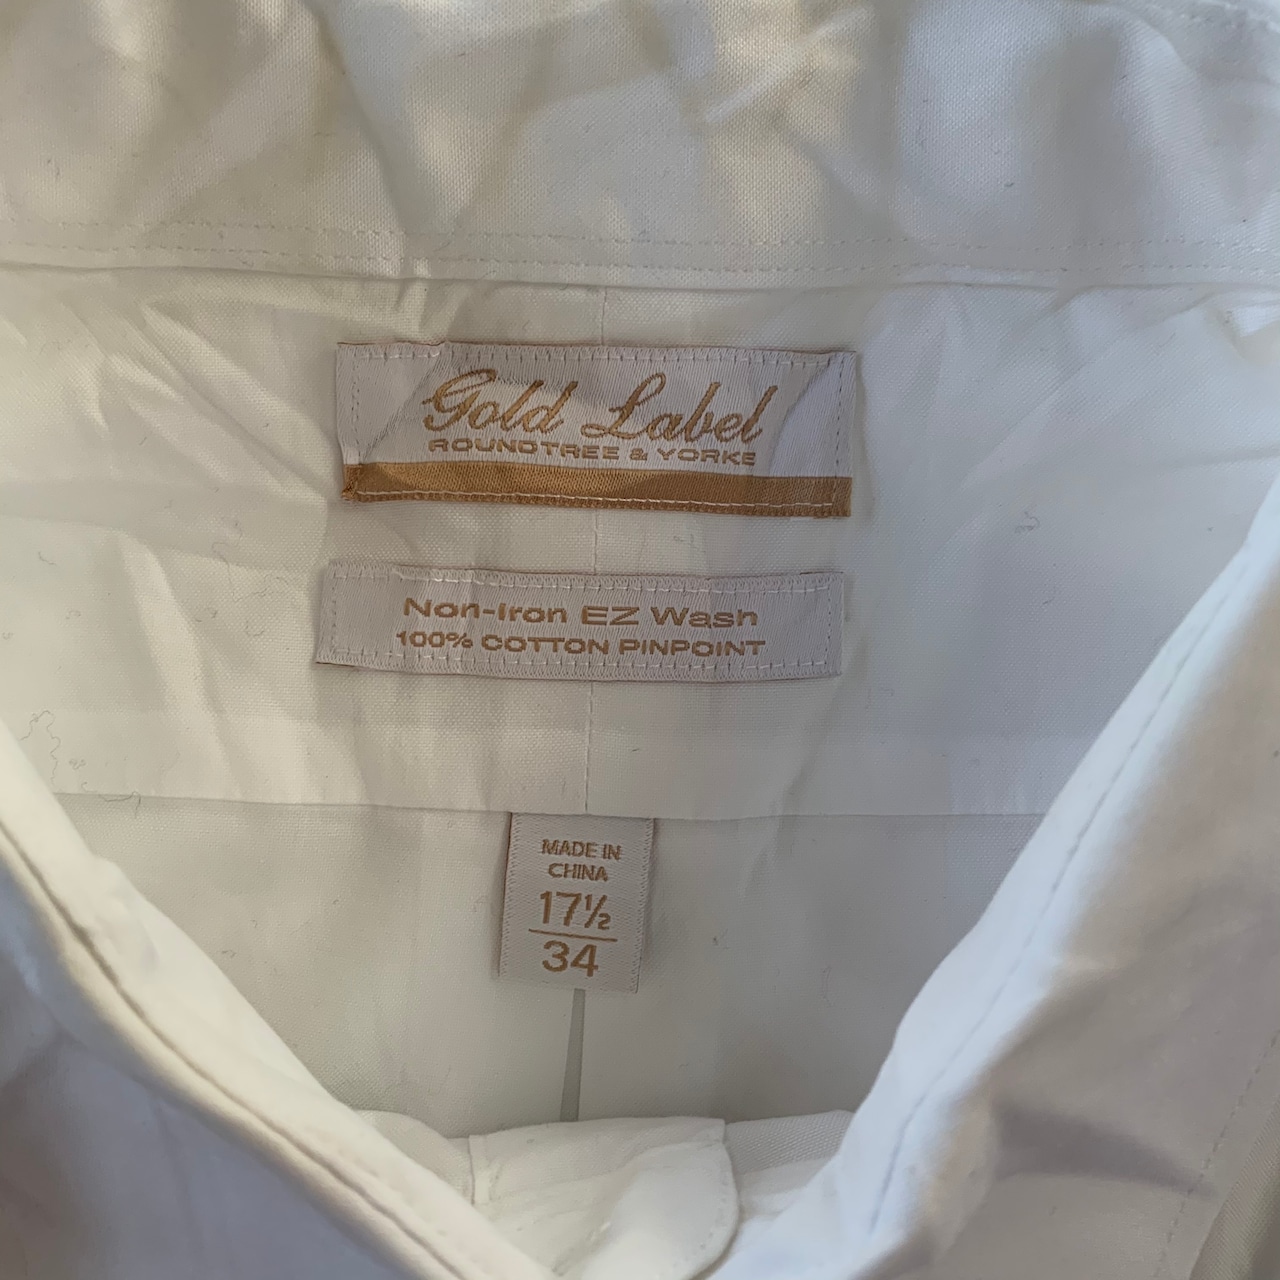 Gold Label
ROUNDTREE & YORKE
Non-Iron EZ Wash
100% COTTON PINPOINT
MADE IN
CHINA
17½
34